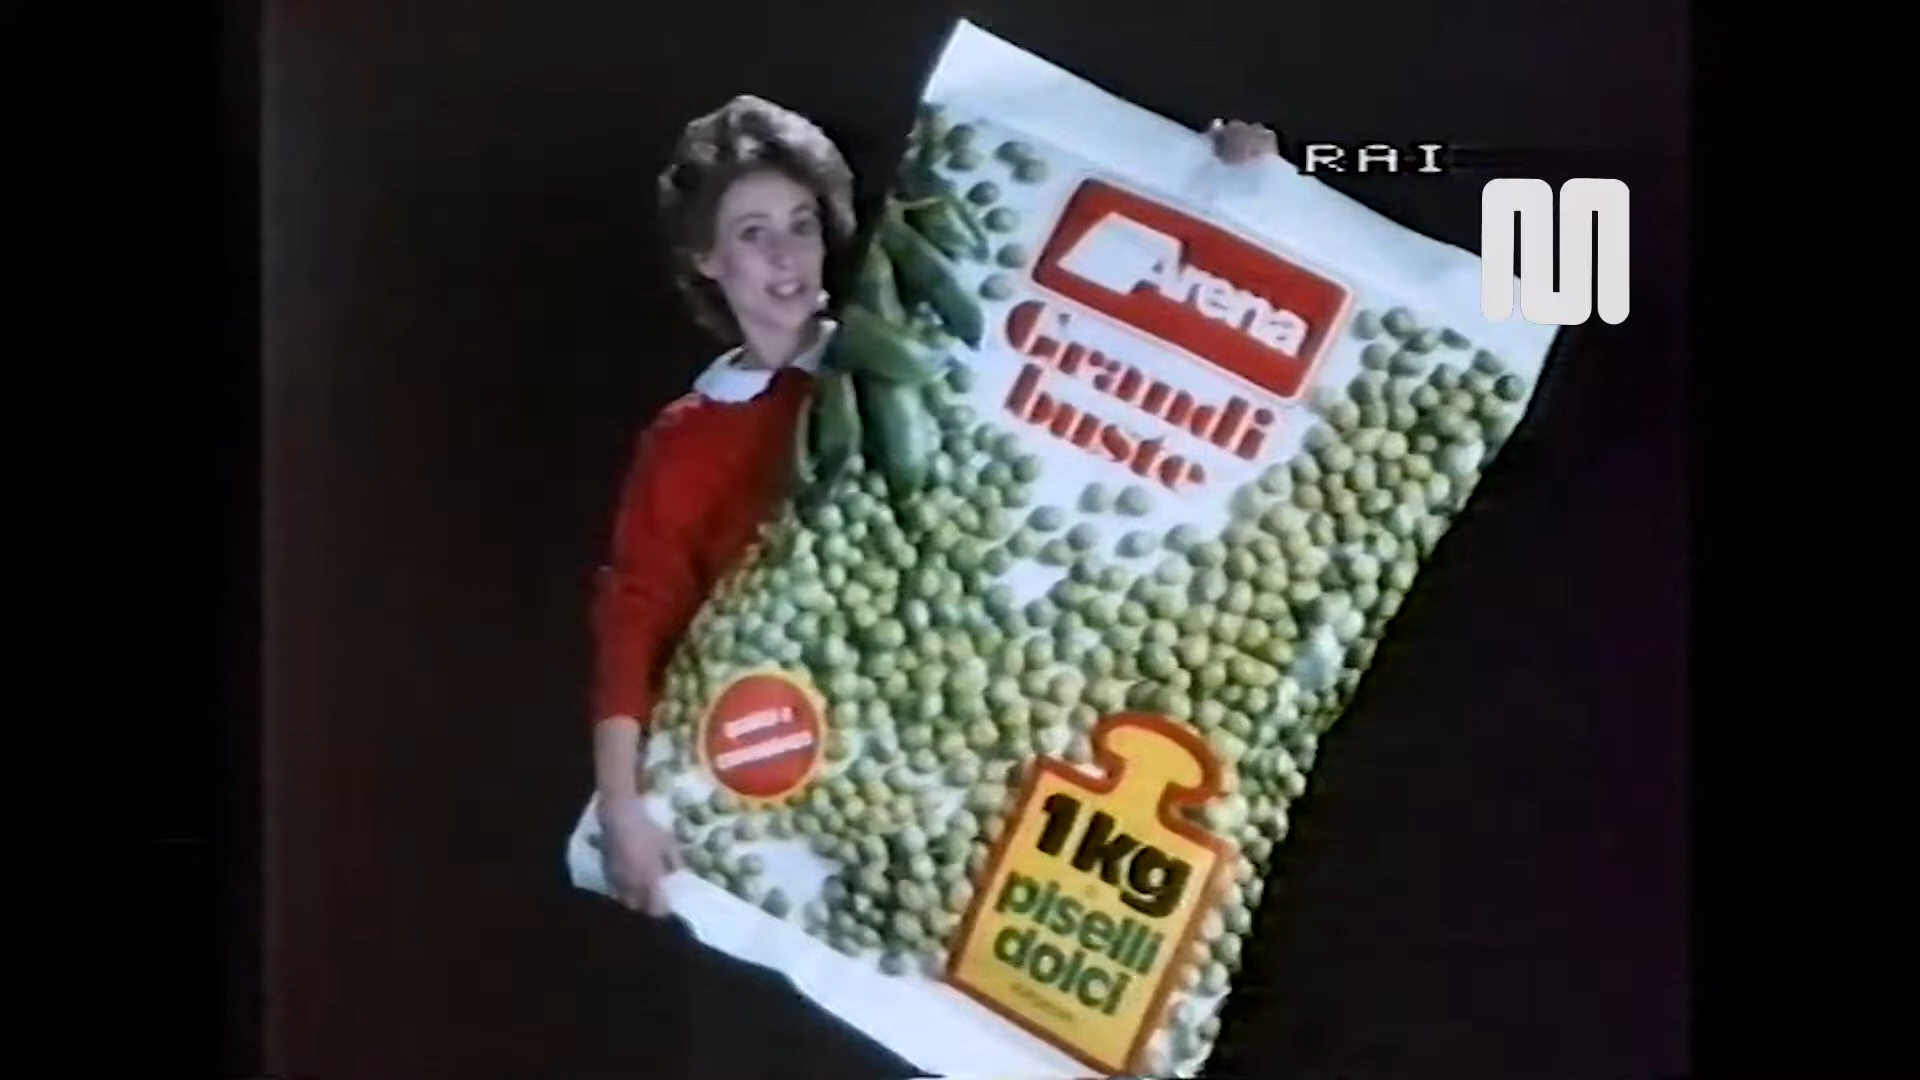 RAI
Arena
Grandi
buste
1kg
piselli
dolci